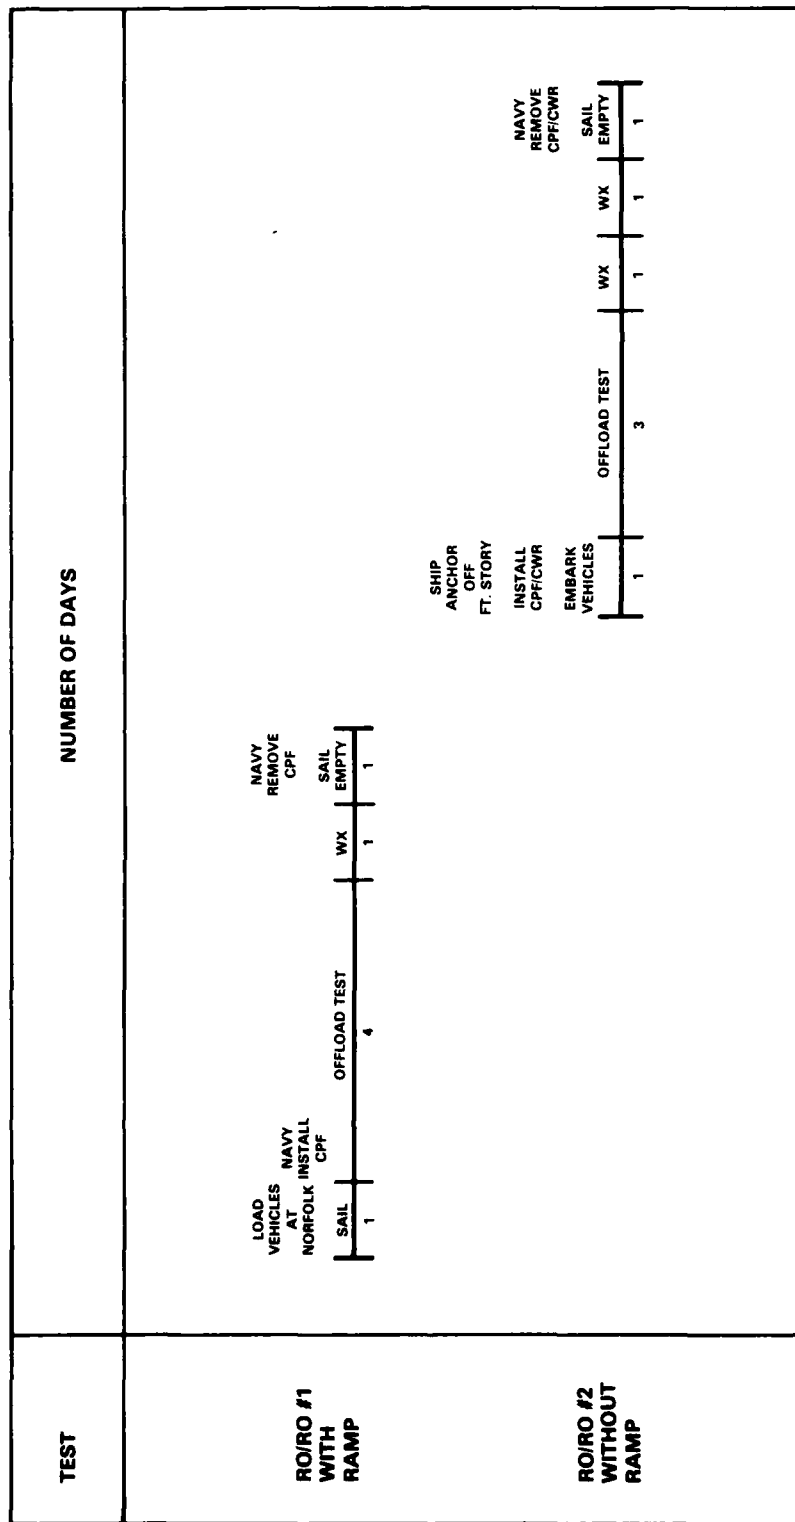 TEST
NUMBER OF DAYS
RO/RO #1
WITH
RAMP
LOAD
VEHICLES
AT
NORFOLK
SAIL
1
NAVY
INSTALL
CPF
OFFLOAD TEST
4
WX
1
NAVY
REMOVE
CPF
SAIL
EMPTY
1
RO/RO #2
WITHOUT
RAMP
SHIP
ANCHOR
OFF
FT. STORY
INSTALL
CPF/CWR
EMBARK
VEHICLES
1
OFFLOAD TEST
3
WX
1
WX
1
NAVY
REMOVE
CPF/CWR
SAIL
EMPTY
1